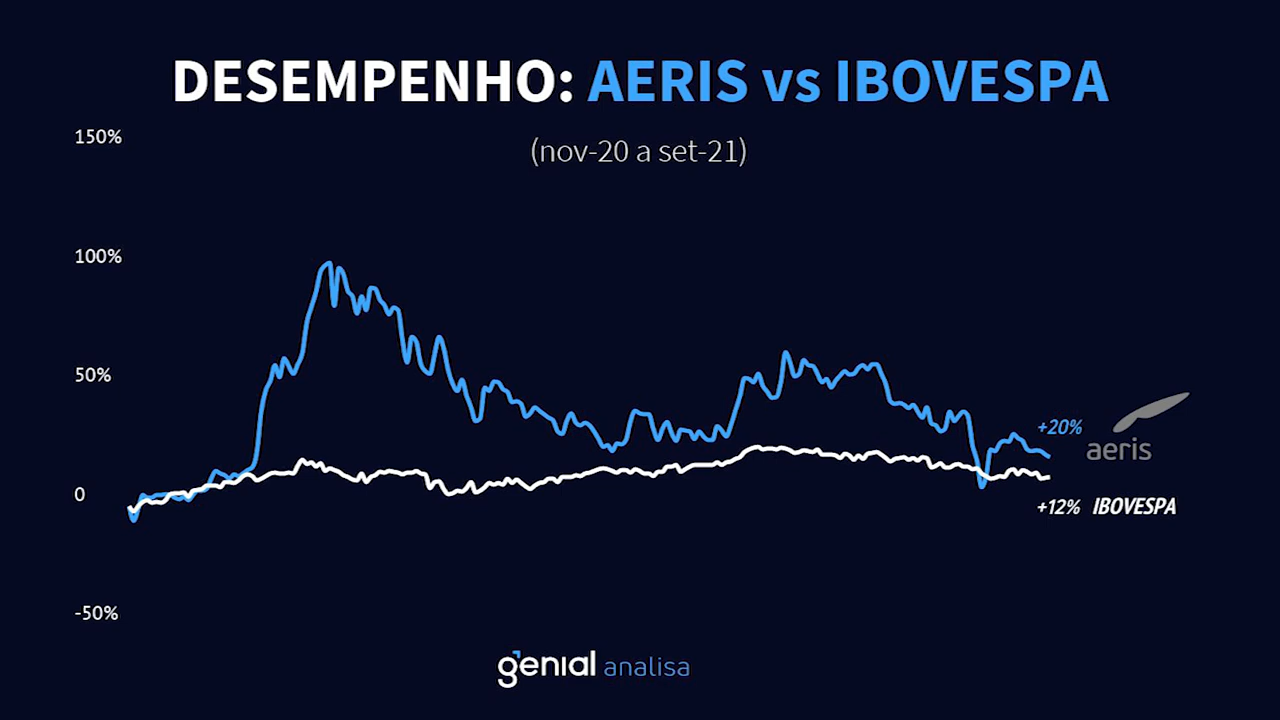 DESEMPENHO: AERIS vs IBOVESPA
(nov-20 a set-21)
150%
100%
50%
0
-50%
+20%
aeris
+12% IBOVESPA
genial analisa